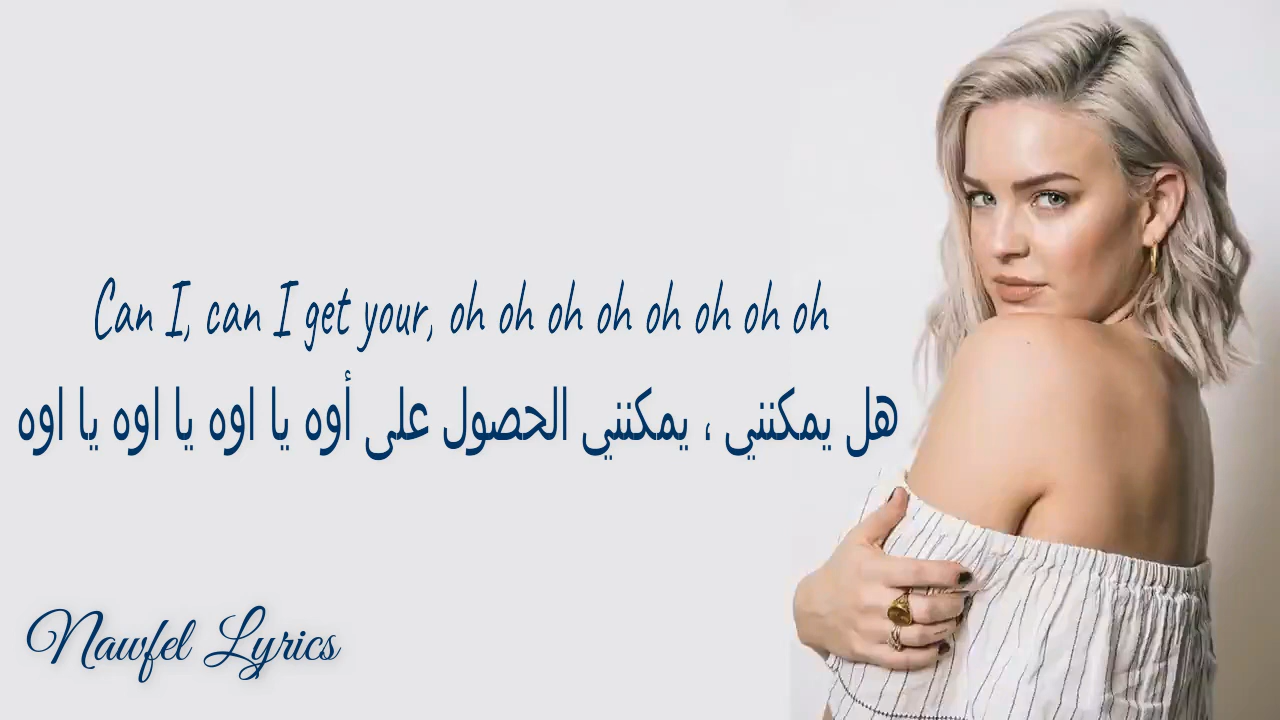 Can I, can I get your, oh oh oh oh oh oh oh oh
هل يمكنني ، يمكنني الحصول على أوه يا اوه يا اوه يا اوه
Nawfel Lyrics